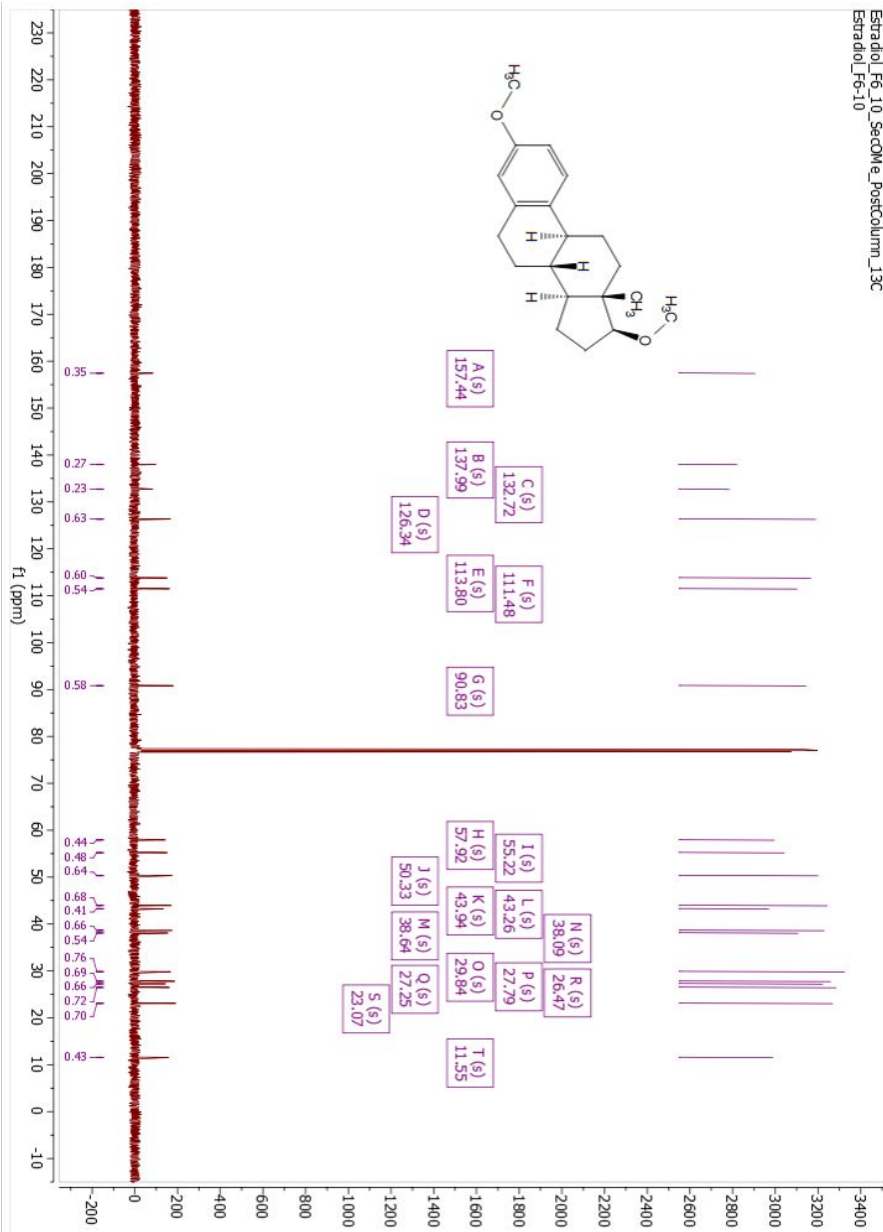 Estradiol_F6_10_SecOMe_PostColumn_13C
Estradiol_F6-10
H₃C
O
H
H
H
CH₃
O
H₃C
A (s)
157.44
B (s)
137.99
C (s)
132.72
D (s)
126.34
E (s)
113.80
F (s)
111.48
G (s)
90.83
H (s)
57.92
I (s)
55.22
J (s)
50.33
K (s)
43.94
L (s)
43.26
M (s)
38.64
N (s)
38.09
O (s)
29.84
P (s)
27.79
Q (s)
27.25
R (s)
26.47
S (s)
23.07
T (s)
11.55
0.35
0.27
0.23
0.63
0.60
0.54
0.58
0.44
0.48
0.64
0.68
0.41
0.66
0.54
0.76
0.69
0.66
0.72
0.70
0.43
230 220 210 200 190 180 170 160 150 140 130 120 110 100 90 80 70 60 50 40 30 20 10 0 -10
f1 (ppm)
3400
3200
3000
2800
2600
2400
2200
2000
1800
1600
1400
1200
1000
800
600
400
200
0
-200